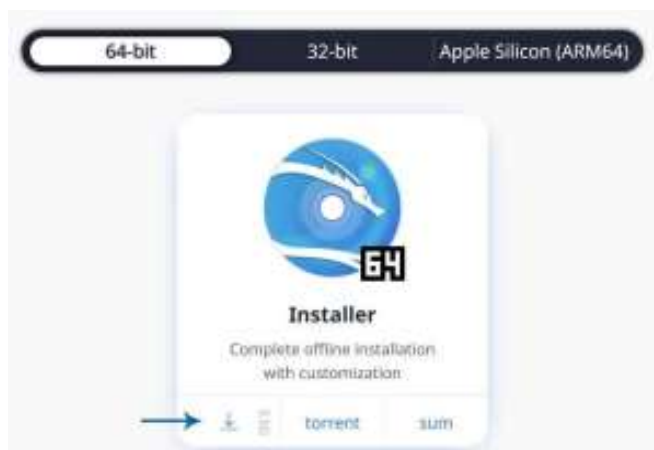 64-bit 32-bit Apple Silicon (ARM64)
64
Installer
Complete offline installation
with customization
torrent sum